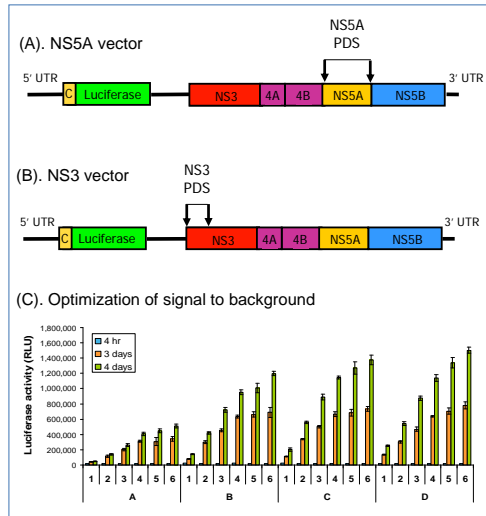 (A). NS5A vector
NS5A
PDS
5' UTR
3' UTR
C
Luciferase
NS3
4A
4B
NS5A
NS5B
(B). NS3 vector
NS3
PDS
5' UTR
3' UTR
C
Luciferase
NS3
4A
4B
NS5A
NS5B
(C). Optimization of signal to background
Luciferase activity (RLU)
1,800,000
1,600,000
1,400,000
1,200,000
1,000,000
800,000
600,000
400,000
200,000
-
4 hr
3 days
4 days
1 2 3 4 5 6 1 2 3 4 5 6 1 2 3 4 5 6 1 2 3 4 5 6
A B C D